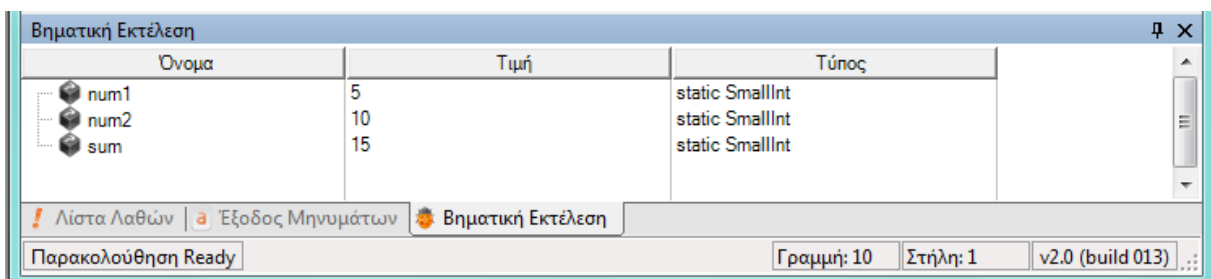 Βηματική Εκτέλεση
Όνομα Τιμή Τύπος
num1 5 static SmallInt
num2 10 static SmallInt
sum 15 static SmallInt
Λίστα Λαθών a Έξοδος Μηνυμάτων Βηματική Εκτέλεση
Παρακολούθηση Ready Γραμμή: 10 Στήλη: 1 v2.0 (build 013)